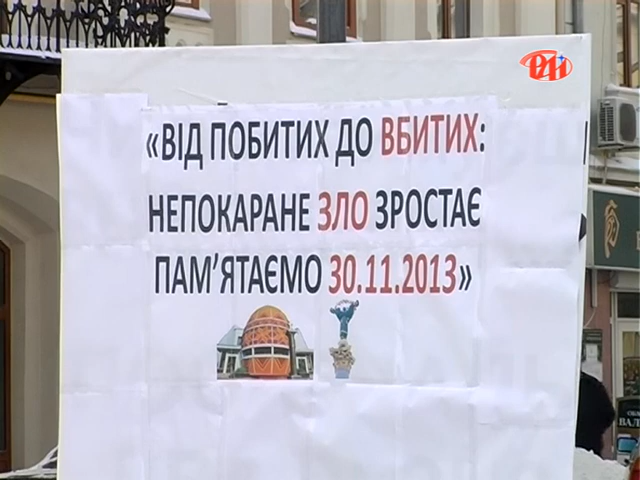 «ВІД ПОБИТИХ ДО ВБИТИХ:
НЕПОКАРАНЕ ЗЛО ЗРОСТАЄ
ПАМ'ЯТАЄМО 30.11.2013»